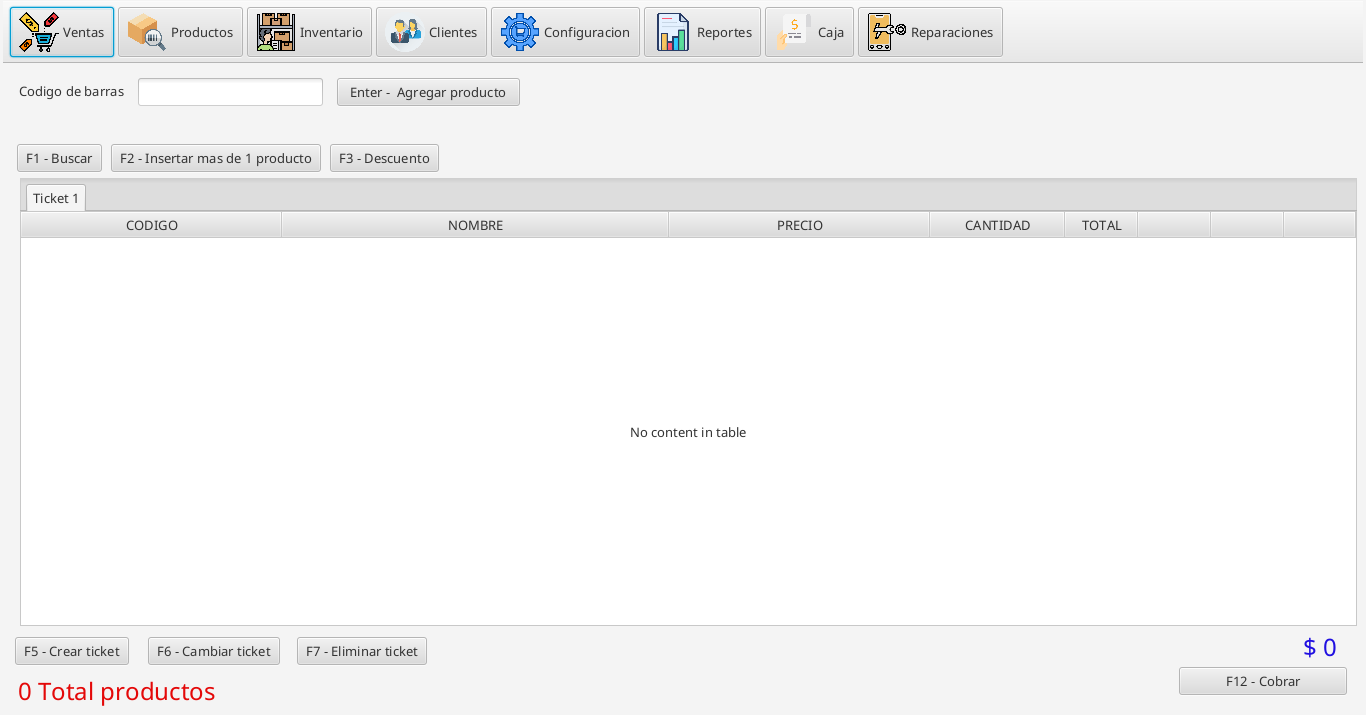 Ventas Productos Inventario Clientes Configuracion Reportes Caja Reparaciones
Codigo de barras Enter - Agregar producto
F1 - Buscar F2 - Insertar mas de 1 producto F3 - Descuento
Ticket 1
CODIGO NOMBRE PRECIO CANTIDAD TOTAL
No content in table
F5 - Crear ticket F6 - Cambiar ticket F7 - Eliminar ticket $ 0
0 Total productos F12 - Cobrar